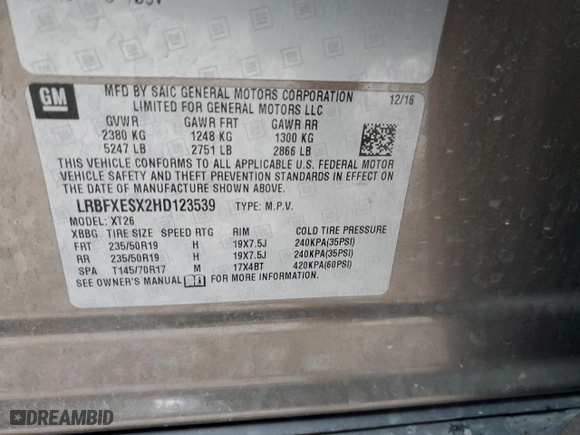 GM
MFD BY SAIC GENERAL MOTORS CORPORATION
LIMITED FOR GENERAL MOTORS LLC
12/16
GVWR GAWR FRT GAWR RR
2380 KG 1248 KG 1300 KG
5247 LB 2751 LB 2866 LB
THIS VEHICLE CONFORMS TO ALL APPLICABLE U.S. FEDERAL MOTOR
VEHICLE SAFETY AND THEFT PREVENTION STANDARDS IN EFFECT
ON THE DATE OF MANUFACTURE SHOWN ABOVE.
LRBFXESX2HD123539 TYPE: M.P.V.
MODEL: XT26
XBBG TIRE SIZE SPEED RTG RIM COLD TIRE PRESSURE
FRT 235/50R19 H 19X7.5J 240KPA(35PSI)
RR 235/50R19 H 19X7.5J 240KPA(35PSI)
SPA T145/70R17 M 17X4BT 420KPA(60PSI)
SEE OWNER'S MANUAL FOR MORE INFORMATION.
DREAMBID